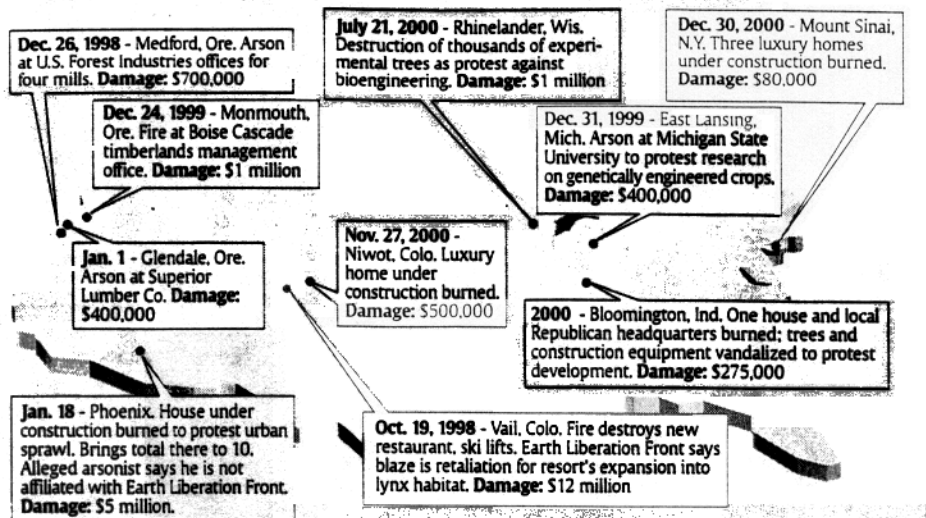 Dec. 26, 1998 - Medford, Ore. Arson
at U.S. Forest Industries offices for
four mills. Damage: $700,000
July 21, 2000 - Rhinelander, Wis.
Destruction of thousands of experi-
mental trees as protest against
bioengineering. Damage: $1 million
Dec. 30, 2000 - Mount Sinai,
N.Y. Three luxury homes
under construction burned.
Damage: $80,000
Dec. 24, 1999 - Monmouth,
Ore. Fire at Boise Cascade
timberlands management
office. Damage: $1 million
Dec. 31, 1999 - East Lansing,
Mich. Arson at Michigan State
University to protest research
on genetically engineered crops.
Damage: $400,000
Jan. 1 - Glendale, Ore.
Arson at Superior
Lumber Co. Damage:
$400,000
Nov. 27, 2000 -
Niwot, Colo. Luxury
home under
construction burned.
Damage: $500,000
2000 - Bloomington, Ind. One house and local
Republican headquarters burned; trees and
construction equipment vandalized to protest
development. Damage: $275,000
Jan. 18 - Phoenix. House under
construction burned to protest urban
sprawl. Brings total there to 10.
Alleged arsonist says he is not
affiliated with Earth Liberation Front.
Damage: $5 million.
Oct. 19, 1998 - Vail, Colo. Fire destroys new
restaurant, ski lifts. Earth Liberation Front says
blaze is retaliation for resort's expansion into
lynx habitat. Damage: $12 million